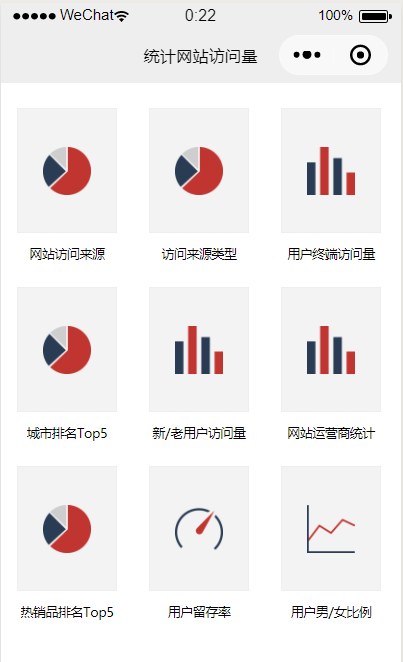 WeChat 0:22 100%
统计网站访问量
网站访问来源 访问来源类型 用户终端访问量
城市排名Top5 新/老用户访问量 网站运营商统计
热销品排名Top5 用户留存率 用户男/女比例